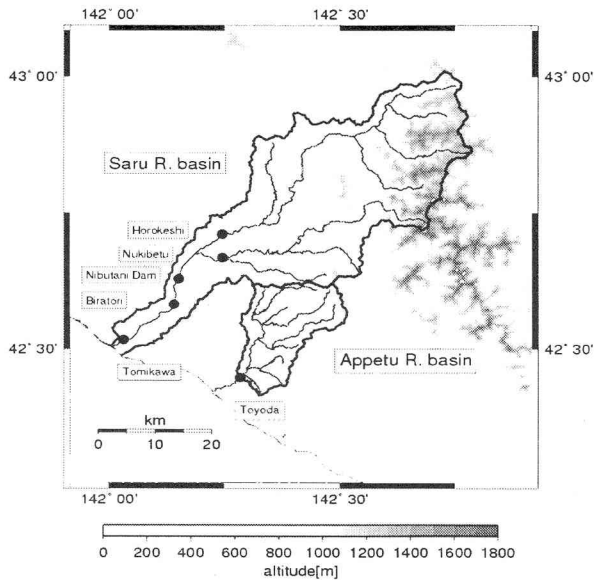 142° 00' 142° 30'
43° 00' 43° 00'
Saru R. basin
Horokeshi
Nukibetu
Nibutani Dam
Biratori
42° 30' 42° 30'
Appetu R. basin
Tomikawa
Toyoda
km
0 10 20
142° 00' 142° 30'
0 200 400 600 800 1000 1200 1400 1600 1800
altitude[m]